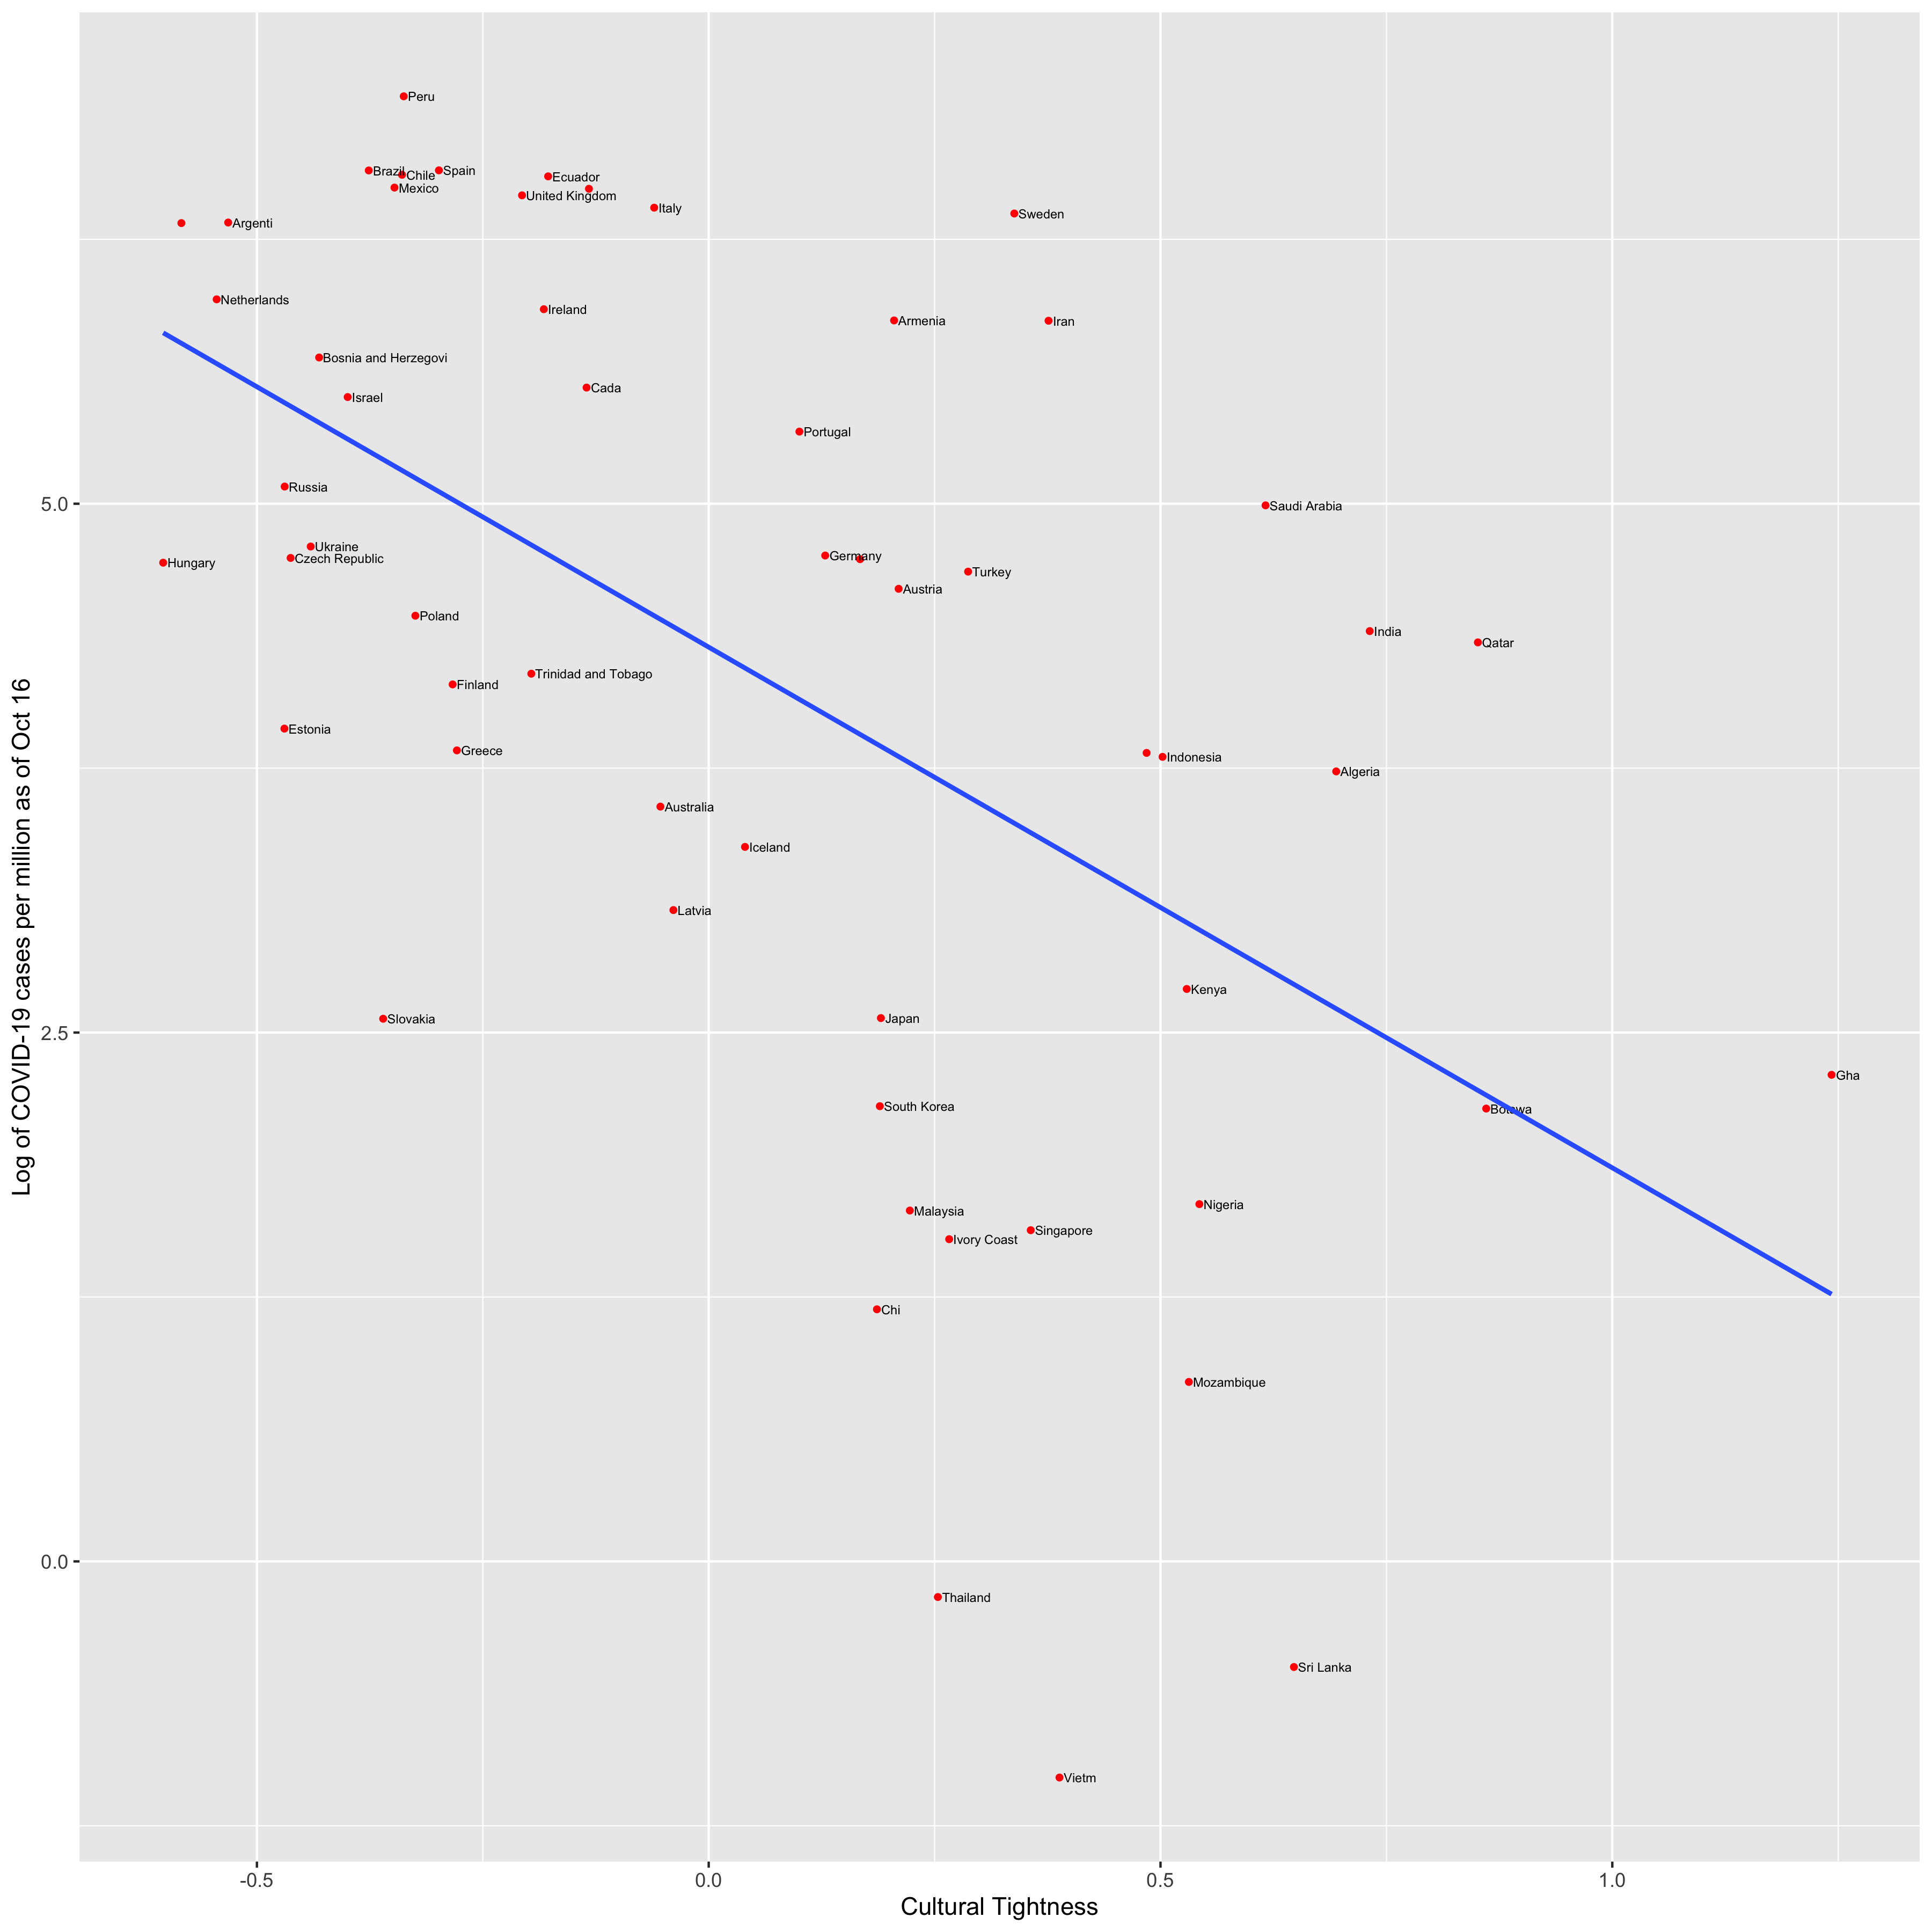 Peru
Brazil
Chile
Spain
Mexico
Ecuador
United Kingdom
Italy
Sweden
Argenti
Netherlands
Ireland
Armenia
Iran
Bosnia and Herzegovi
Cada
Israel
Portugal
Russia
5.0
Saudi Arabia
Ukraine
Czech Republic
Hungary
Germany
Turkey
Austria
Poland
India
Qatar
Trinidad and Tobago
Finland
Estonia
Greece
Indonesia
Algeria
Australia
Iceland
Latvia
Kenya
Slovakia
Japan
2.5
Gha
South Korea
Botswa
Nigeria
Malaysia
Singapore
Ivory Coast
Chi
Mozambique
0.0
Thailand
Sri Lanka
Vietm
Log of COVID-19 cases per million as of Oct 16
-0.5
0.0
0.5
1.0
Cultural Tightness